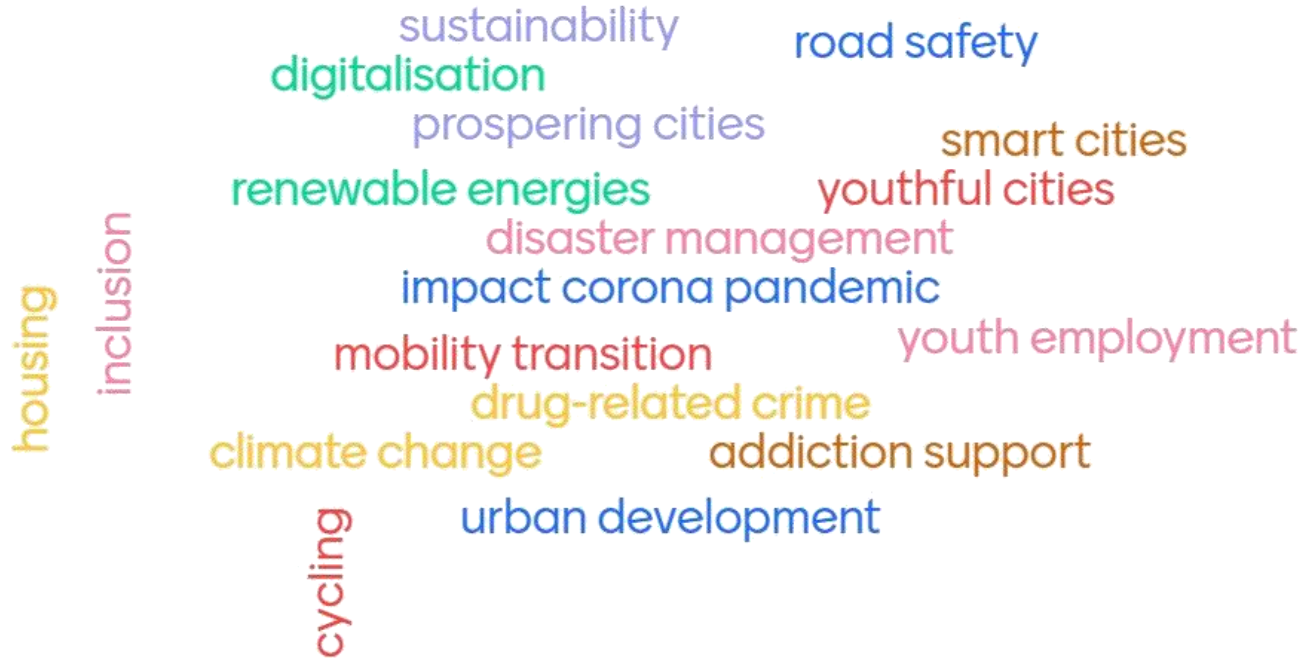 sustainability
road safety
digitalisation
prospering cities
smart cities
renewable energies
youthful cities
disaster management
inclusion
impact corona pandemic
housing
youth employment
mobility transition
drug-related crime
climate change
addiction support
urban development
cycling